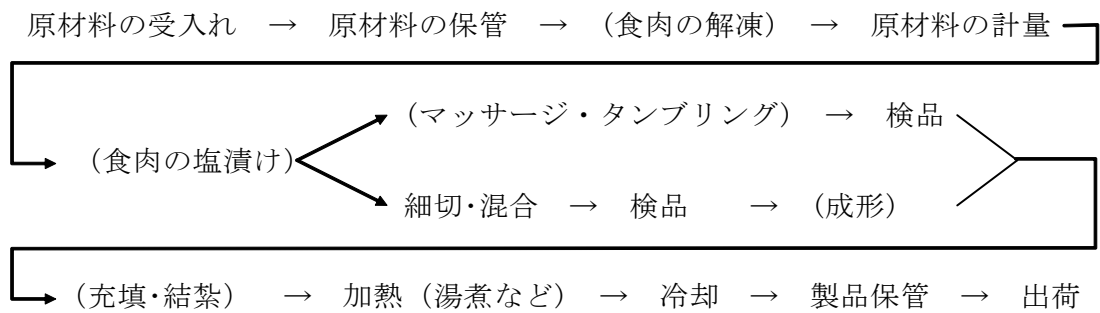 原材料の受入れ → 原材料の保管 → (食肉の解凍) → 原材料の計量
(マッサージ・タンブリング) → 検品
(食肉の塩漬け)
細切・混合 → 検品 → (成形)
(充填・結紮) → 加熱(湯煮など) → 冷却 → 製品保管 → 出荷